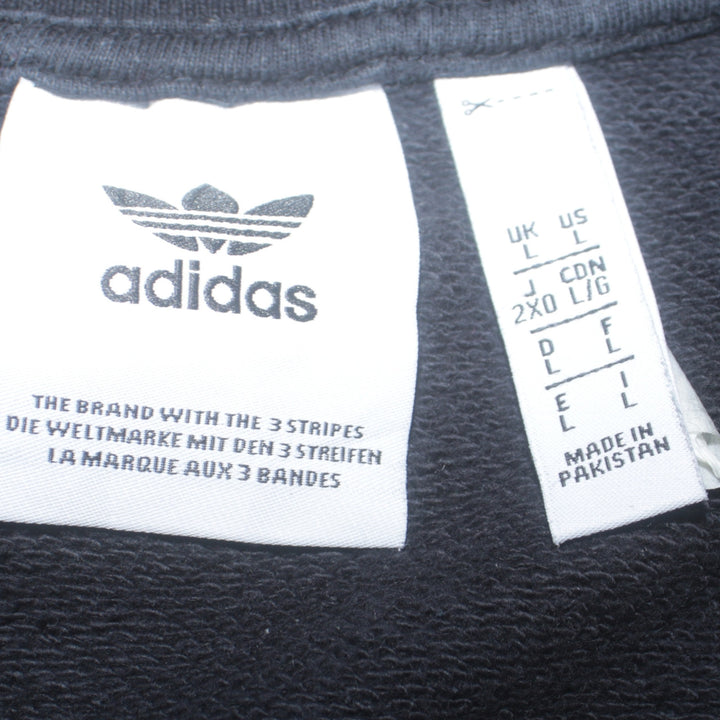 adidas
THE BRAND WITH THE 3 STRIPES
DIE WELTMARKE MIT DEN 3 STREIFEN
LA MARQUE AUX 3 BANDES
UK US
L L
J CDN
2XO L/G
D F
L L
E I
L L
MADE IN
PAKISTAN